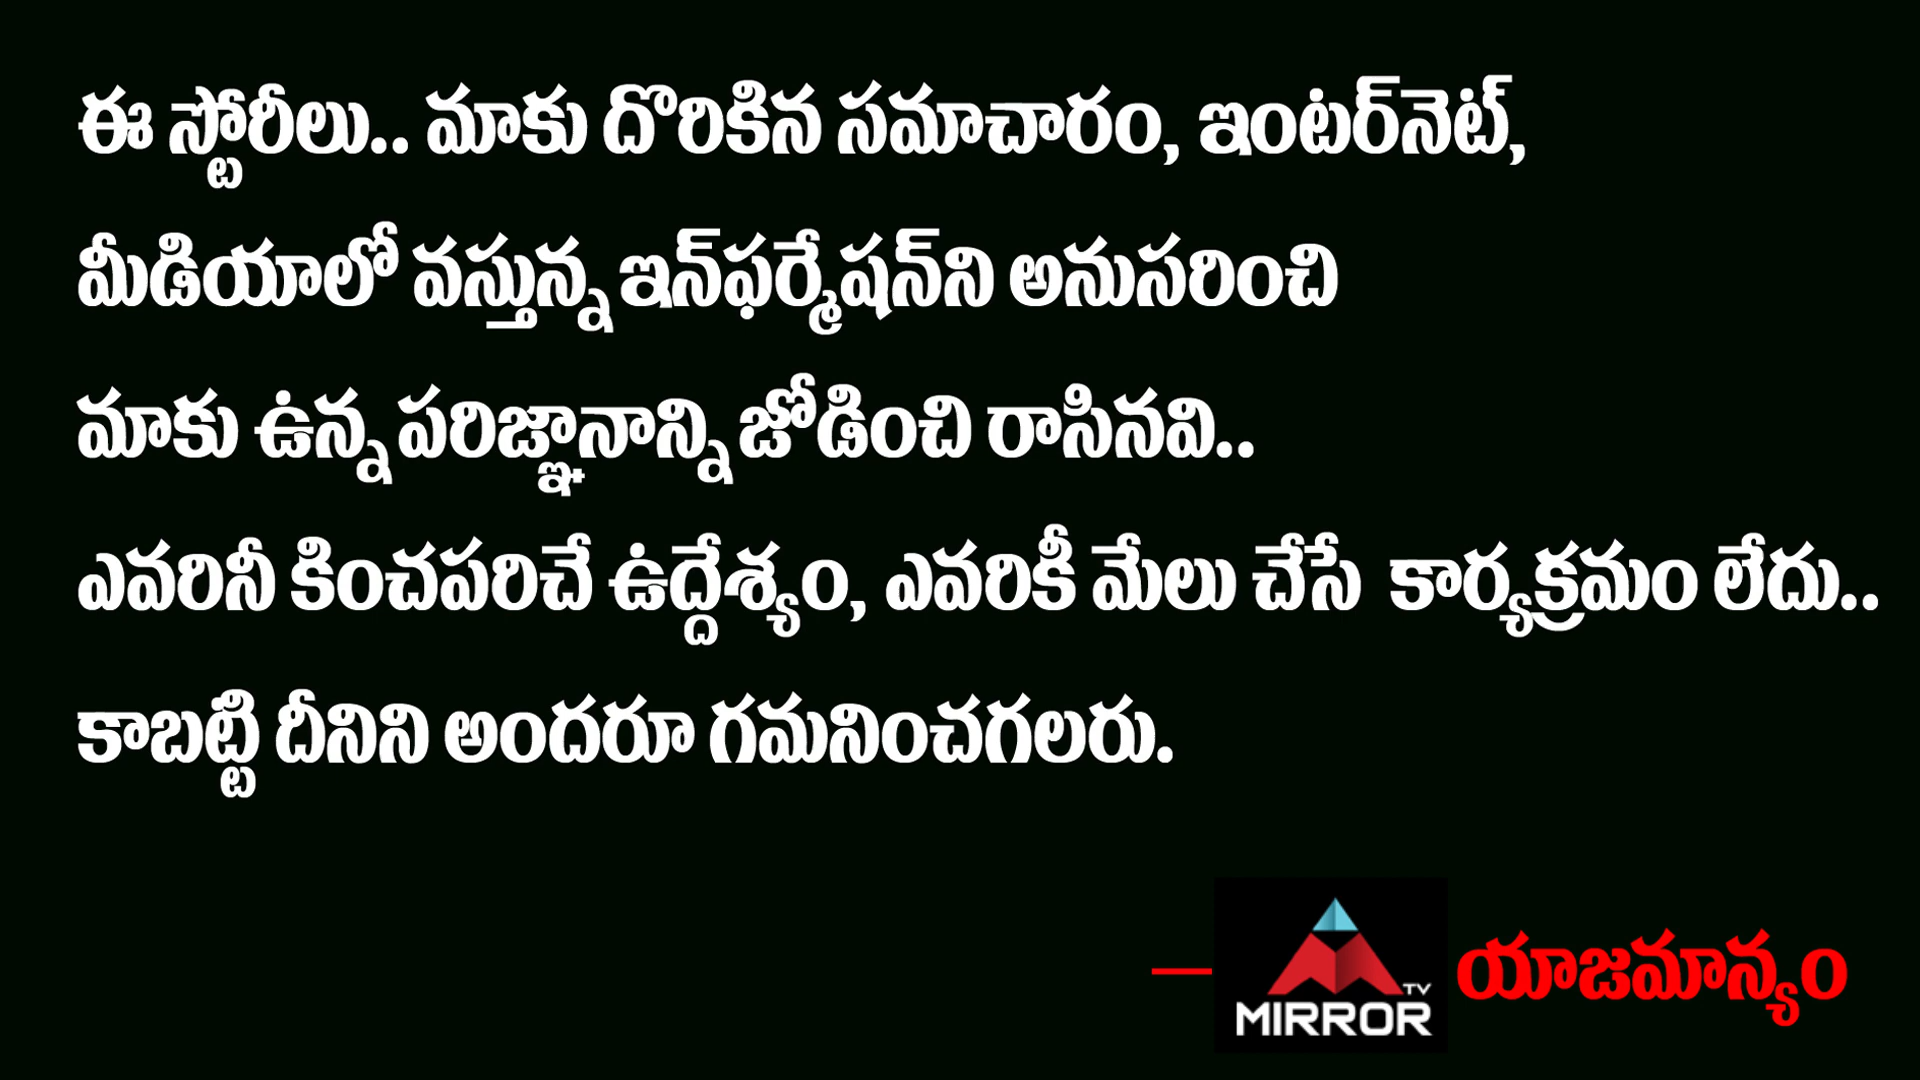 ఈ స్టోరీలు.. మాకు దొరికిన సమాచారం, ఇంటర్‌నెట్,
మీడియాలో వస్తున్న ఇన్‌ఫర్మేషన్‌ని అనుసరించి
మాకు ఉన్న పరిజ్ఞానాన్ని జోడించి రాసినవి..
ఎవరినీ కించపరిచే ఉద్దేశ్యం, ఎవరికీ మేలు చేసే కార్యక్రమం లేదు..
కాబట్టి దీనిని అందరూ గమనించగలరు.
— MIRROR TV యాజమాన్యం